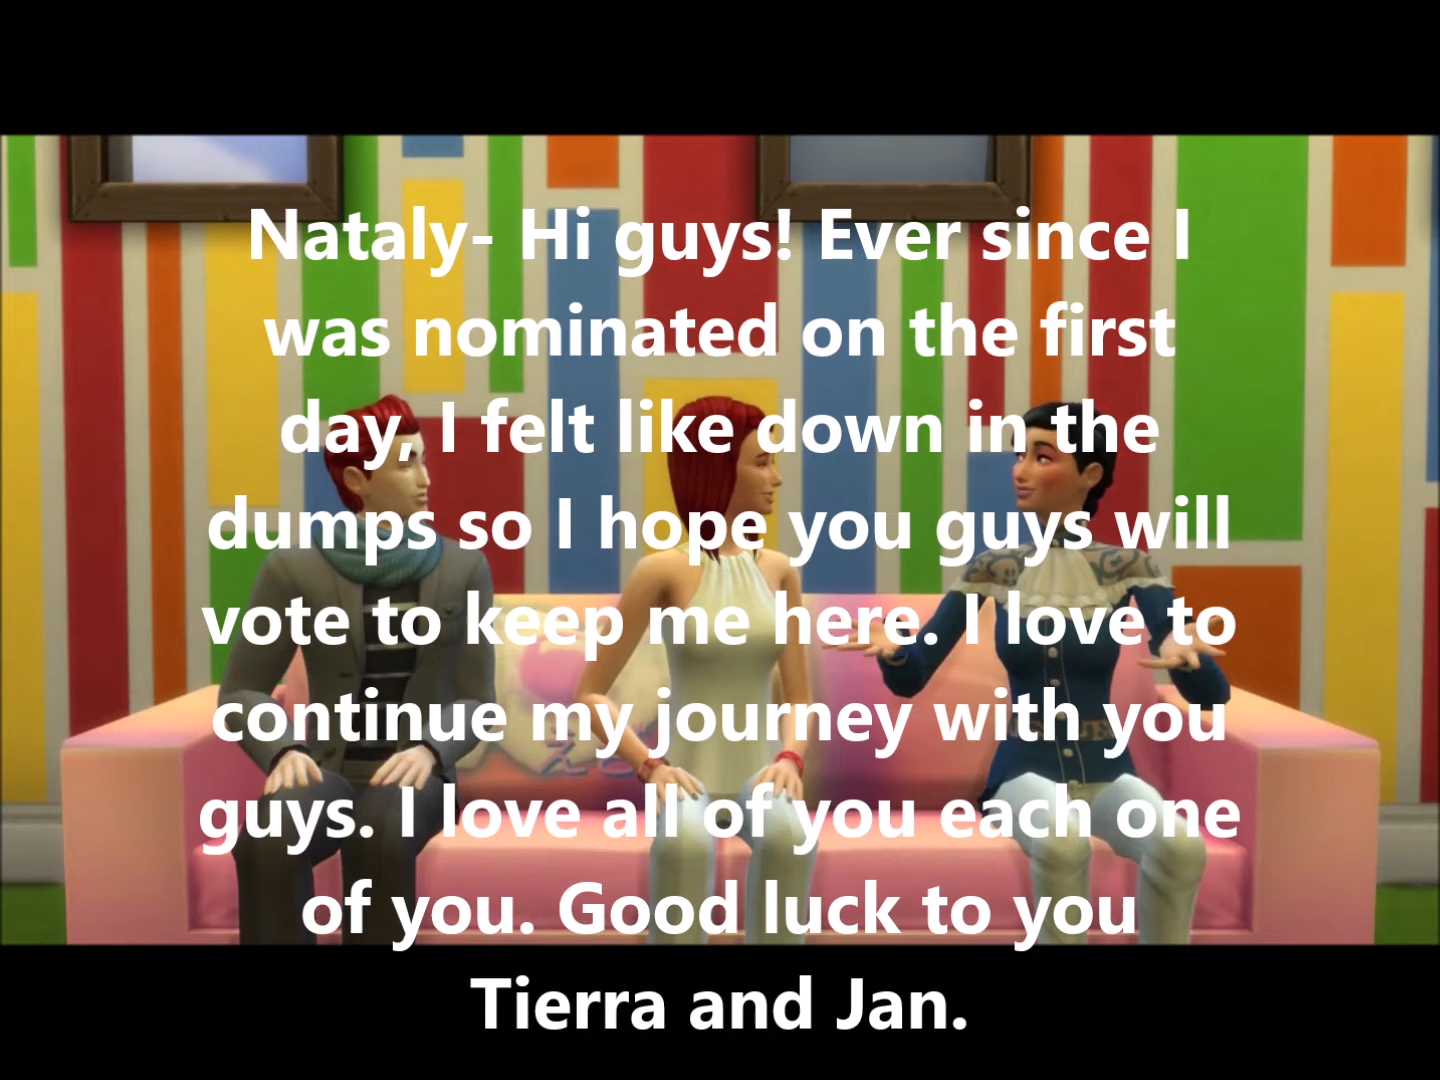 Nataly- Hi guys! Ever since I
was nominated on the first
day, I felt like down in the
dumps so I hope you guys will
vote to keep me here. I love to
continue my journey with you
guys. I love all of you each one
of you. Good luck to you
Tierra and Jan.